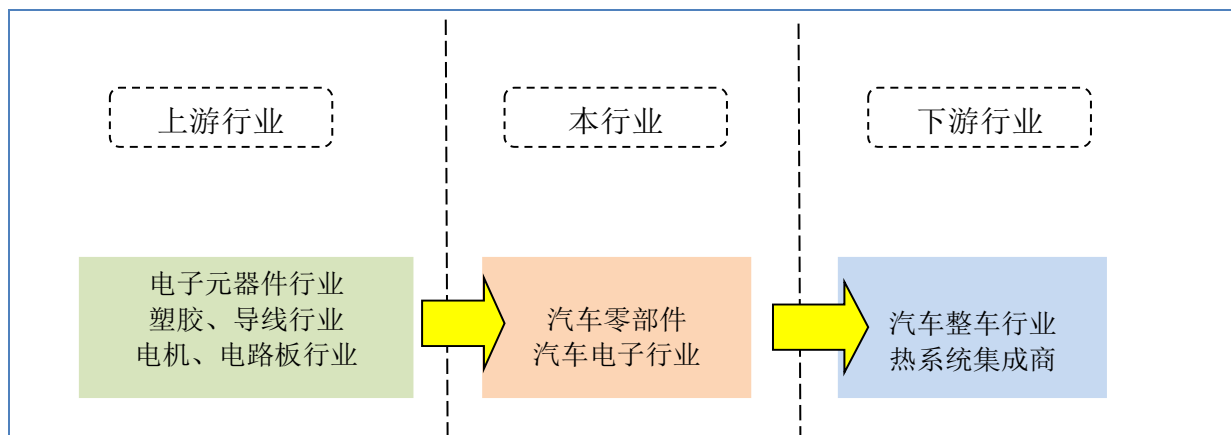 上游行业
本行业
下游行业
电子元器件行业
塑胶、导线行业
电机、电路板行业
汽车零部件
汽车电子行业
汽车整车行业
热系统集成商